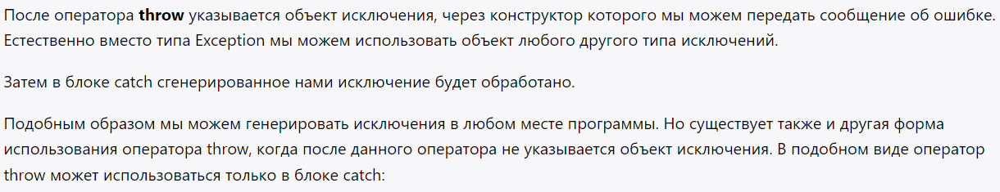 После оператора throw указывается объект исключения, через конструктор которого мы можем передать сообщение об ошибке.
Естественно вместо типа Exception мы можем использовать объект любого другого типа исключений.
Затем в блоке catch сгенерированное нами исключение будет обработано.
Подобным образом мы можем генерировать исключения в любом месте программы. Но существует также и другая форма
использования оператора throw, когда после данного оператора не указывается объект исключения. В подобном виде оператор
throw может использоваться только в блоке catch: